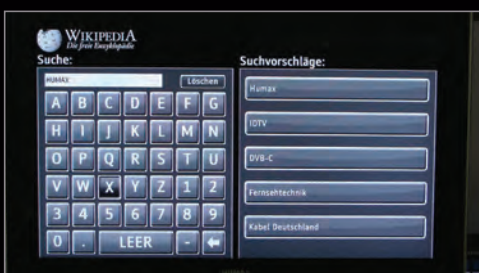 WIKIPEDIA
Die freie Enzyklopädie
Suche:
HUMAX
Löschen
A B C D E F G
H I J K L M N
O P Q R S T U
V W X Y Z 1 2
3 4 5 6 7 8 9
0 . LEER - ←
Suchvorschläge:
Humax
IDTV
DVB-C
Fernsehtechnik
Kabel Deutschland